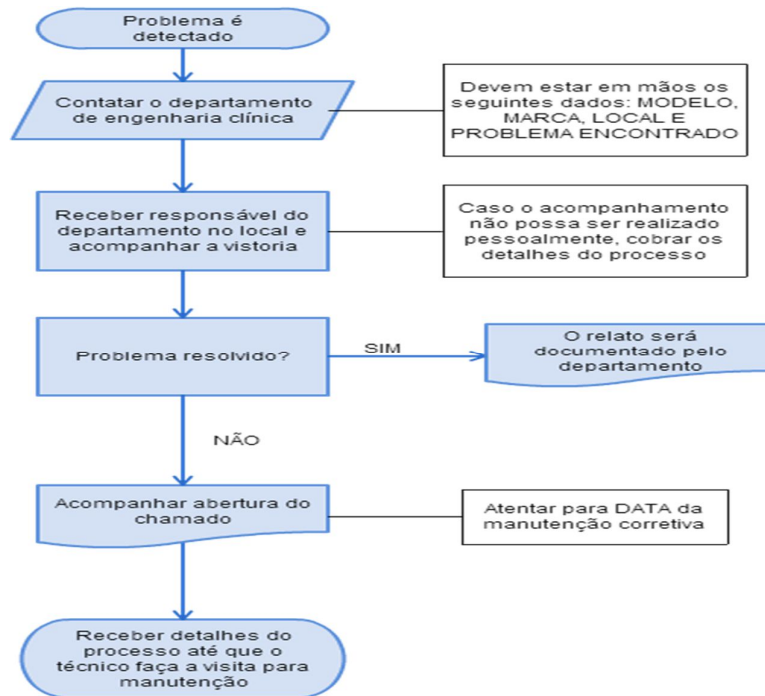 Problema é
detectado
Contatar o departamento
de engenharia clínica
Devem estar em mãos os
seguintes dados: MODELO,
MARCA, LOCAL E
PROBLEMA ENCONTRADO
Receber responsável do
departamento no local e
acompanhar a vistoria
Caso o acompanhamento
não possa ser realizado
pessoalmente, cobrar os
detalhes do processo
Problema resolvido?
SIM
O relato será
documentado pelo
departamento
NÃO
Acompanhar abertura do
chamado
Atentar para DATA da
manutenção corretiva
Receber detalhes do
processo até que o
técnico faça a visita para
manutenção